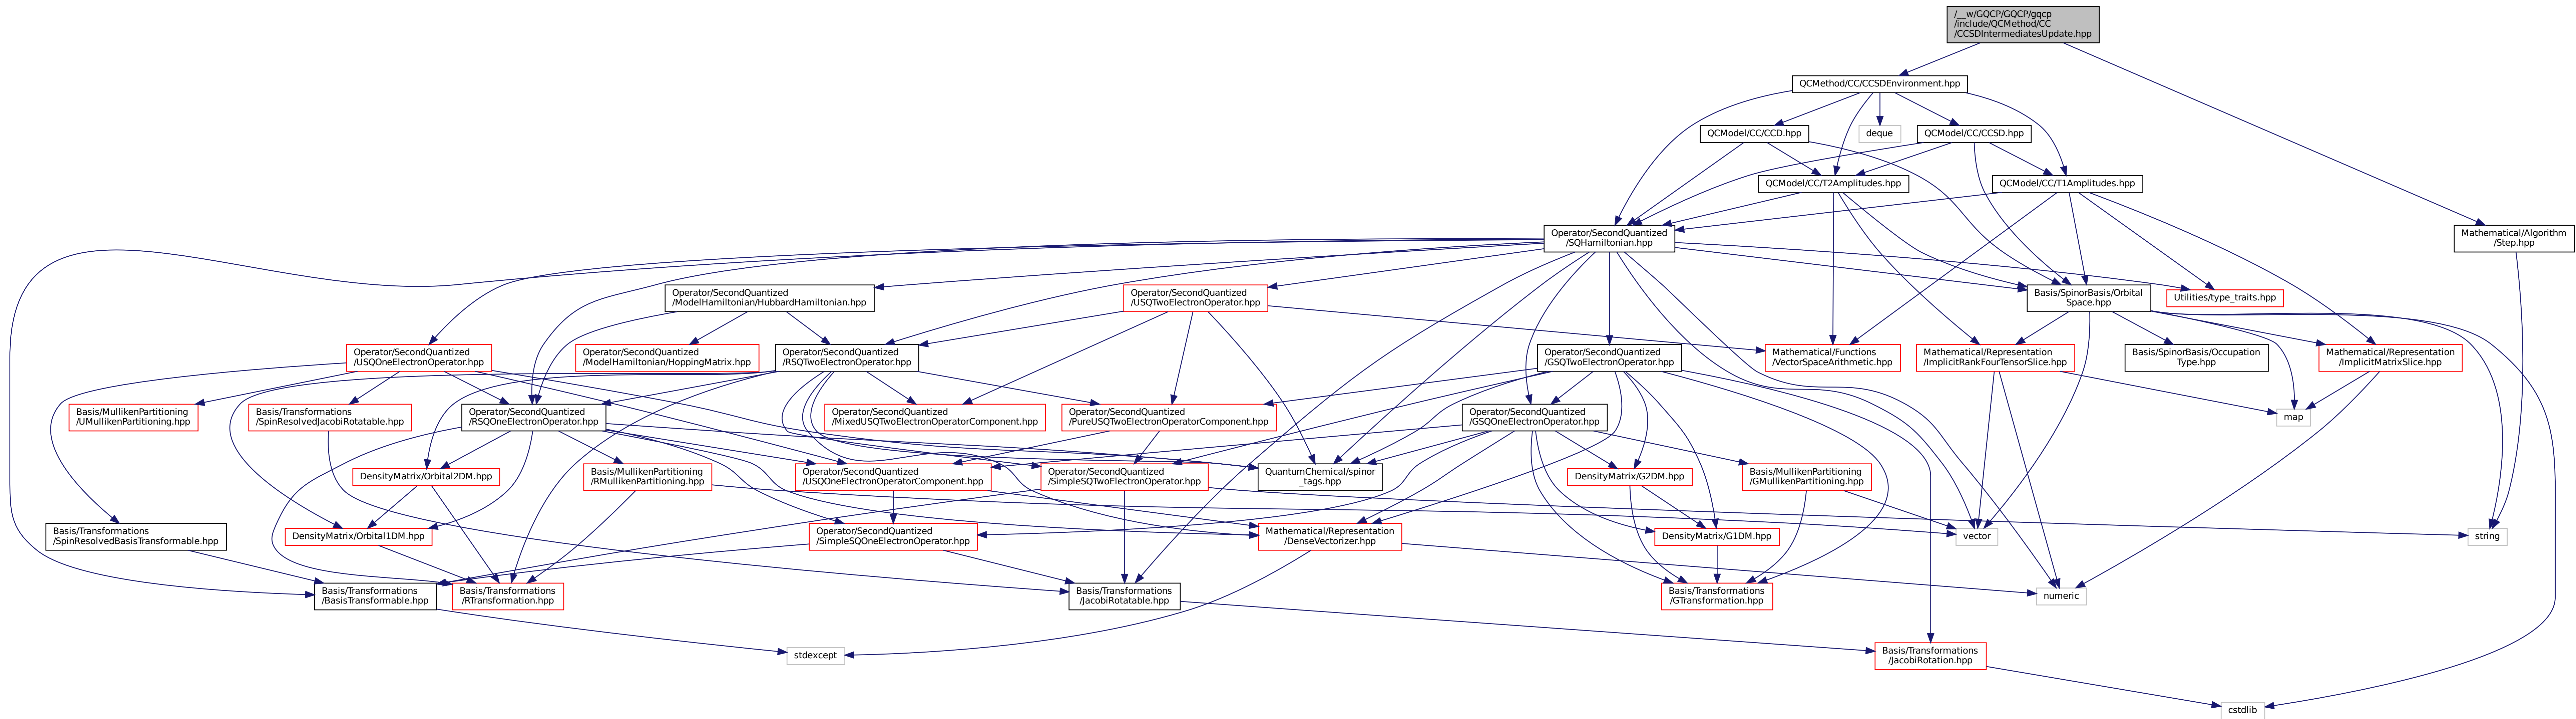 /__w/GQCP/GQCP/gqcp
/include/QCMethod/CC
/CCSDIntermediatesUpdate.hpp
QCMethod/CC/CCSDEnvironment.hpp
QCModel/CC/CCD.hpp
deque
QCModel/CC/CCSD.hpp
QCModel/CC/T2Amplitudes.hpp
QCModel/CC/T1Amplitudes.hpp
Operator/SecondQuantized
/SQHamiltonian.hpp
Mathematical/Algorithm
/Step.hpp
Operator/SecondQuantized
/ModelHamiltonian/HubbardHamiltonian.hpp
Operator/SecondQuantized
/USQTwoElectronOperator.hpp
Basis/SpinorBasis/Orbital
Space.hpp
Utilities/type_traits.hpp
Operator/SecondQuantized
/USQOneElectronOperator.hpp
Operator/SecondQuantized
/ModelHamiltonian/HoppingMatrix.hpp
Operator/SecondQuantized
/RSQTwoElectronOperator.hpp
Mathematical/Functions
/VectorSpaceArithmetic.hpp
Operator/SecondQuantized
/GSQTwoElectronOperator.hpp
Mathematical/Representation
/ImplicitRankFourTensorSlice.hpp
Basis/SpinorBasis/Occupation
Type.hpp
Mathematical/Representation
/ImplicitMatrixSlice.hpp
Basis/MullikenPartitioning
/UMullikenPartitioning.hpp
Basis/Transformations
/SpinResolvedJacobiRotatable.hpp
Operator/SecondQuantized
/RSQOneElectronOperator.hpp
Operator/SecondQuantized
/MixedUSQTwoElectronOperatorComponent.hpp
Operator/SecondQuantized
/PureUSQTwoElectronOperatorComponent.hpp
Operator/SecondQuantized
/GSQOneElectronOperator.hpp
map
DensityMatrix/Orbital2DM.hpp
Basis/MullikenPartitioning
/RMullikenPartitioning.hpp
Operator/SecondQuantized
/USQOneElectronOperatorComponent.hpp
Operator/SecondQuantized
/SimpleSQTwoElectronOperator.hpp
QuantumChemical/spinor
_tags.hpp
DensityMatrix/G2DM.hpp
Basis/MullikenPartitioning
/GMullikenPartitioning.hpp
Basis/Transformations
/SpinResolvedBasisTransformable.hpp
DensityMatrix/Orbital1DM.hpp
Operator/SecondQuantized
/SimpleSQOneElectronOperator.hpp
Mathematical/Representation
/DenseVectorizer.hpp
DensityMatrix/G1DM.hpp
vector
string
Basis/Transformations
/BasisTransformable.hpp
Basis/Transformations
/RTransformation.hpp
Basis/Transformations
/JacobiRotatable.hpp
Basis/Transformations
/GTransformation.hpp
numeric
stdexcept
Basis/Transformations
/JacobiRotation.hpp
cstdlib